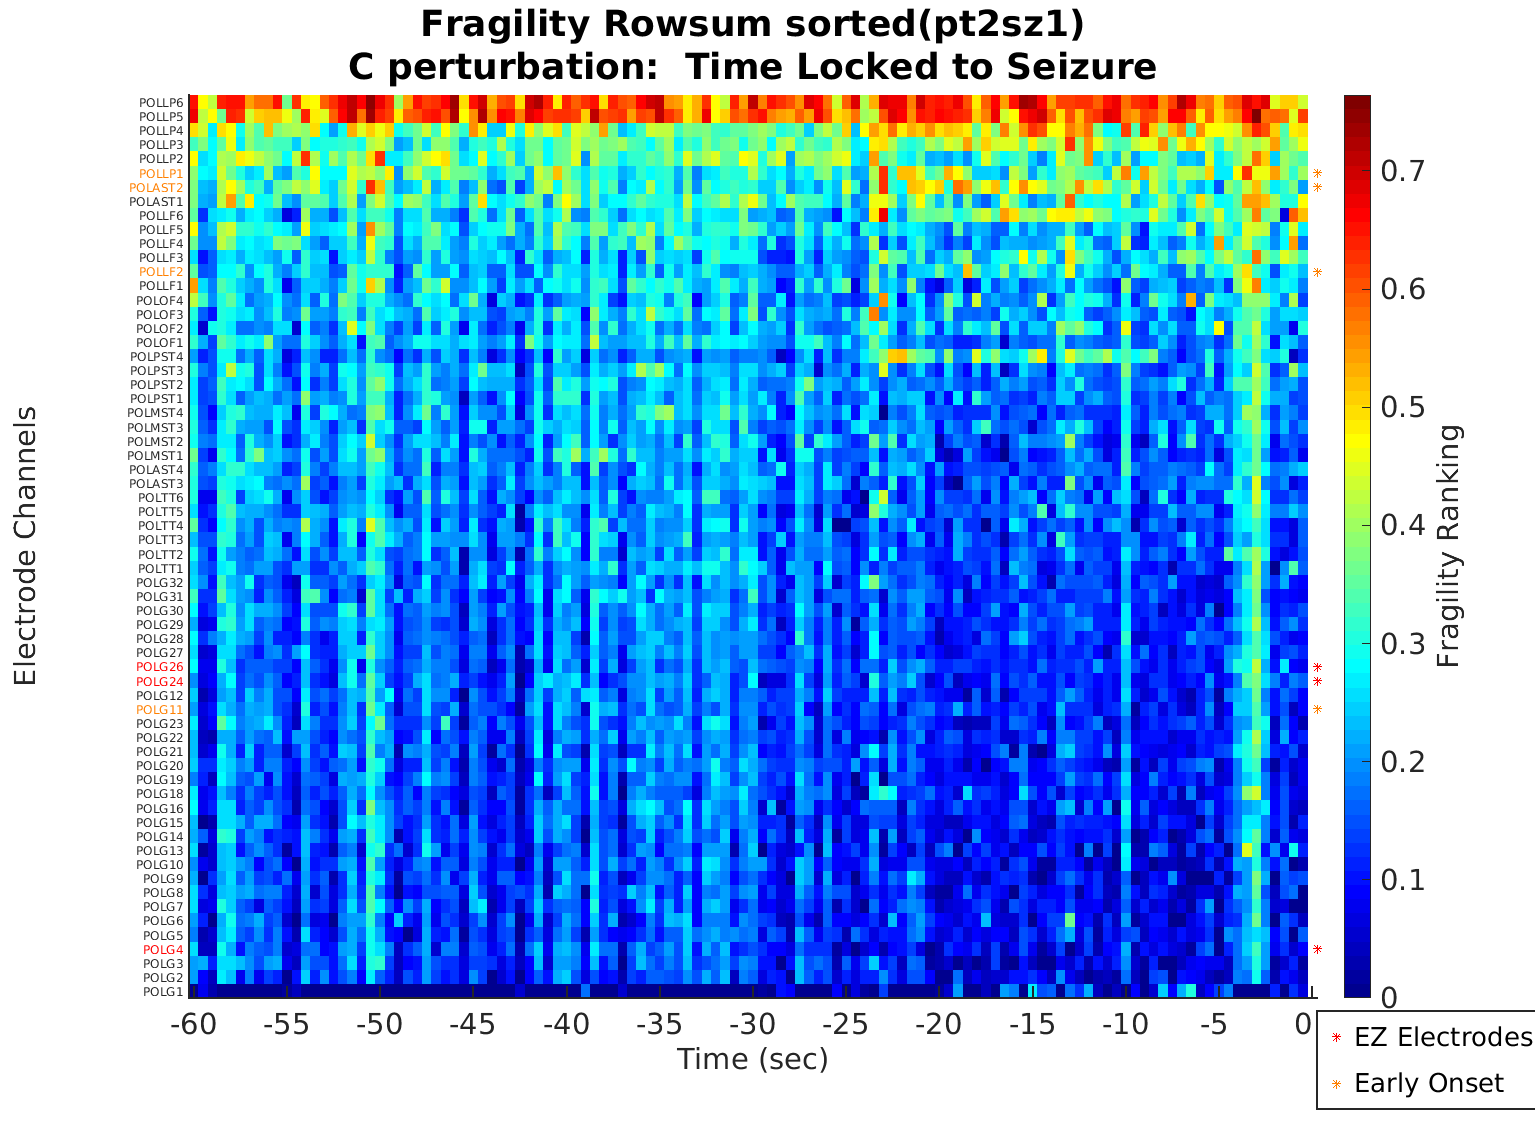 Fragility Rowsum sorted(pt2sz1)
C perturbation:  Time Locked to Seizure
Electrode Channels
POLLP6
POLLP5
POLLP4
POLLP3
POLLP2
POLLP1
POLAST2
POLAST1
POLLF6
POLLF5
POLLF4
POLLF3
POLLF2
POLLF1
POLOF4
POLOF3
POLOF2
POLOF1
POLPST4
POLPST3
POLPST2
POLPST1
POLMST4
POLMST3
POLMST2
POLMST1
POLAST4
POLAST3
POLTT6
POLTT5
POLTT4
POLTT3
POLTT2
POLTT1
POLG32
POLG31
POLG30
POLG29
POLG28
POLG27
POLG26
POLG24
POLG12
POLG11
POLG23
POLG22
POLG21
POLG20
POLG19
POLG18
POLG16
POLG15
POLG14
POLG13
POLG10
POLG9
POLG8
POLG7
POLG6
POLG5
POLG4
POLG3
POLG2
POLG1
-60 -55 -50 -45 -40 -35 -30 -25 -20 -15 -10 -5 0
Time (sec)
0.7
0.6
0.5
0.4
0.3
0.2
0.1
0
Fragility Ranking
EZ Electrodes
Early Onset